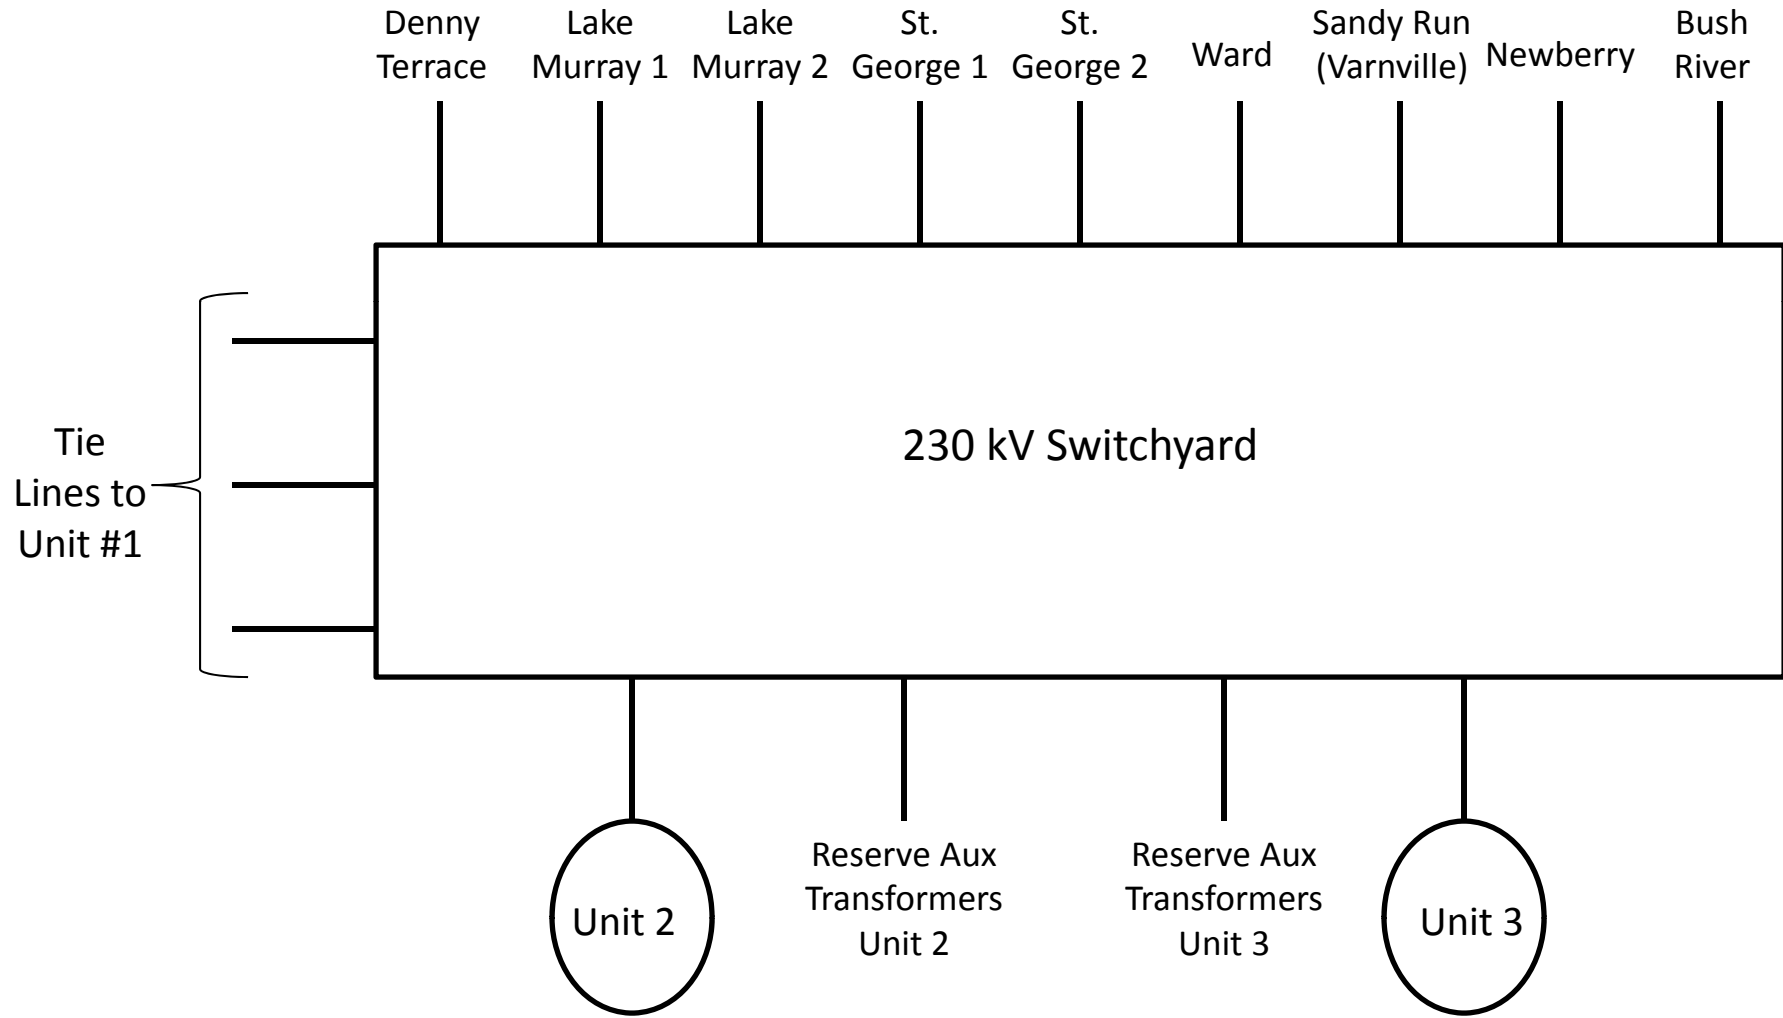 Denny
Terrace
Lake
Murray 1
Lake
Murray 2
St.
George 1
St.
George 2
Ward
Sandy Run
(Varnville)
Newberry
Bush
River
230 kV Switchyard
Tie
Lines to
Unit #1
Unit 2
Reserve Aux
Transformers
Unit 2
Reserve Aux
Transformers
Unit 3
Unit 3